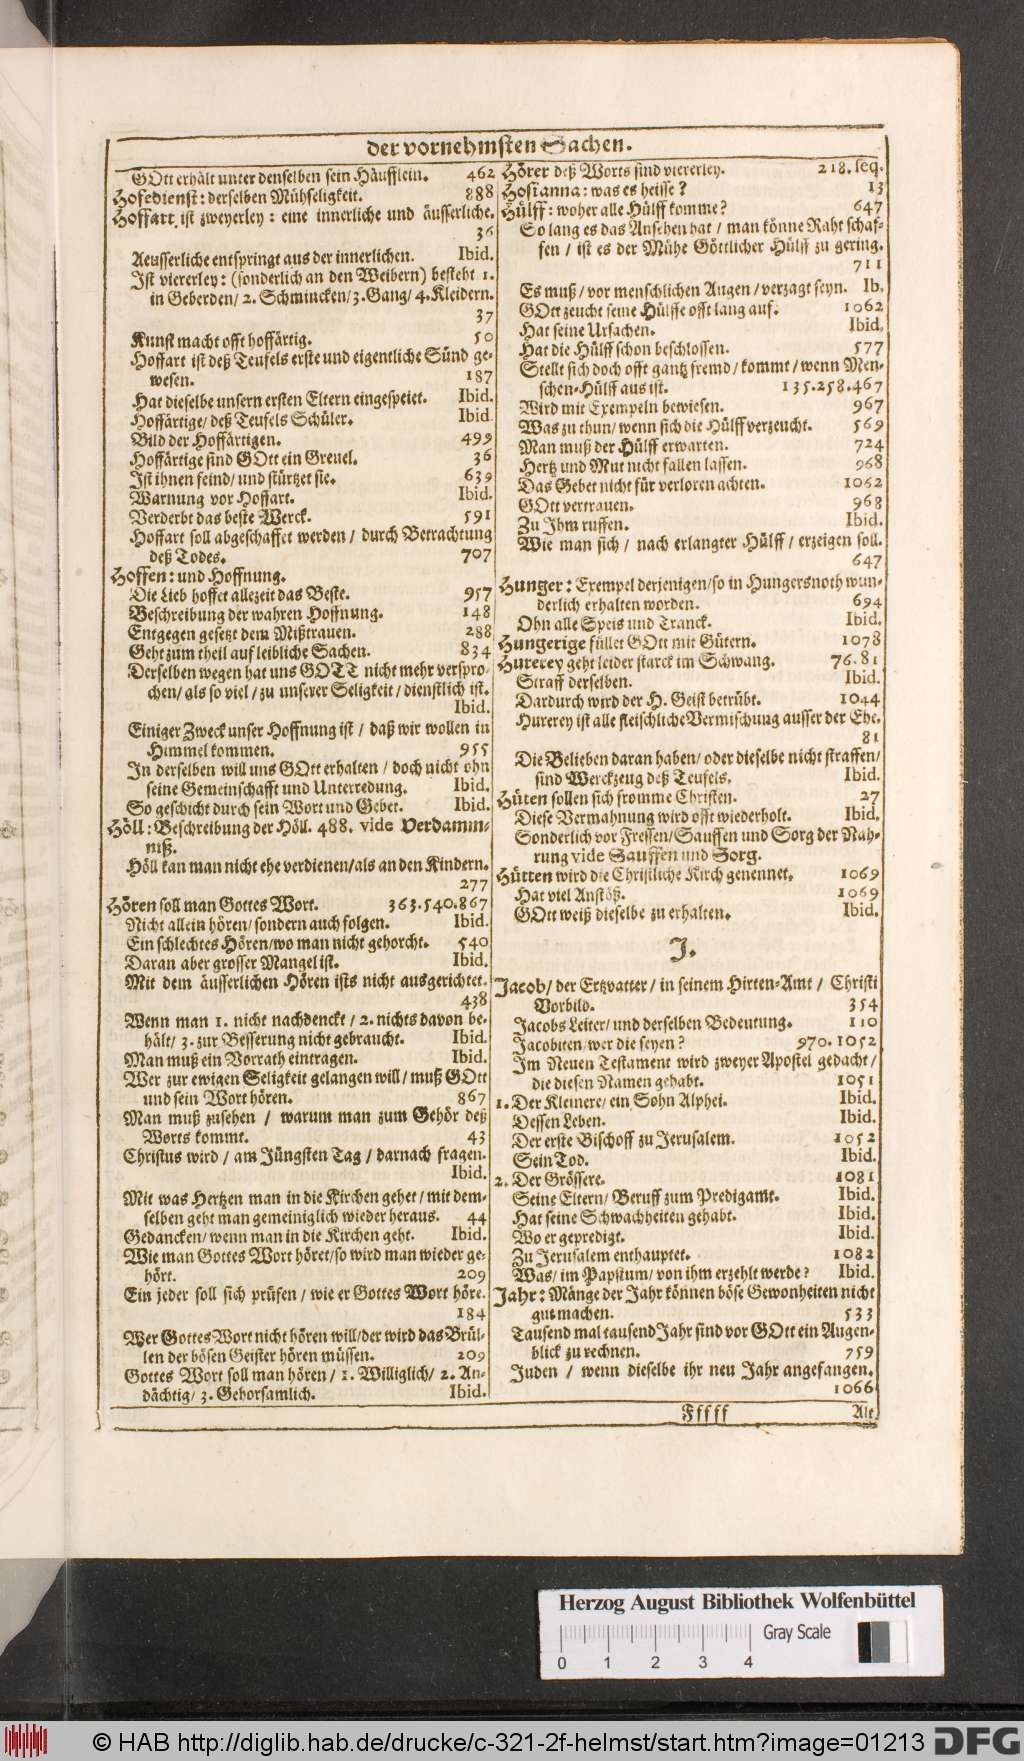 der vornehmsten Sachen.
GOtt erhält unter denselben sein Häufflein. 462
Hofedienst: derselben Mühseligkeit. 888
Hoffart, ist zweyerley: eine innerliche und äusserliche.
36
Aeusserliche entspringt aus der innerlichen. Ibid.
Ist viererley: (sonderlich an den Weibern) bestehet 1.
in Geberden/ 2. Schmincken/ 3. Gang/ 4. Kleidern.
37
Kunst macht offt hoffärtig. 50
Hoffart ist deß Teufels erste und eigentliche Sünd ge-
wesen. 187
Hat dieselbe unsern ersten Eltern eingespeiet. Ibid.
Hoffärtige/ deß Teufels Schüler. Ibid
Bild der Hoffärtigen. 499
Hoffärtige sind GOtt ein Greuel. 36
Ist ihnen feind/ und stürtzet sie. 639
Warnung vor Hoffart. Ibid.
Verderbt das beste Werck. 591
Hoffart soll abgeschaffet werden / durch Betrachtung
deß Todes. 707
Hoffen: und Hoffnung.
Die Lieb hoffet allezeit das Beste. 957
Beschreibung der wahren Hoffnung. 148
Entgegen gesetzt dem Mißtrauen. 288
Geht zum theil auf leibliche Sachen. 834
Derselben wegen hat uns GOTT nicht mehr verspro-
chen/ als so viel / zu unserer Seligkeit / dienstlich ist.
Ibid.
Einiger Zweck unser Hoffnung ist / daß wir wollen in
Himmel kommen. 955
In derselben will uns GOtt erhalten / doch nicht ohn
seine Gemeinschafft und Unterredung. Ibid.
So geschicht durch sein Wort und Gebet. Ibid.
Höll: Beschreibung der Höll. 488. vide Verdamm-
niß.
Höll kan man nicht ehe verdienen/als an den Kindern.
277
Hören soll man Gottes Wort. 363.540.867
Nicht allein hören/ sondern auch folgen. Ibid.
Ein schlechtes Hören/wo man nicht gehorcht. 540
Daran aber grosser Mangel ist. Ibid.
Mit dem äusserlichen Hören ists nicht ausgerichtet.
438
Wenn man 1. nicht nachdenckt / 2. nichts davon be-
hält/ 3. zur Besserung nicht gebraucht. Ibid.
Man muß ein Vorrath eintragen. Ibid.
Wer zur ewigen Seligkeit gelangen will / muß GOtt
und sein Wort hören. 867
Man muß zusehen / warum man zum Gehör deß
Worts kommt. 43
Christus wird / am Jüngsten Tag / darnach fragen.
Ibid.
Mit was Hertzen man in die Kirchen gehet / mit dem-
selben geht man gemeiniglich wieder heraus. 44
Gedancken/ wenn man in die Kirchen geht. Ibid.
Wie man Gottes Wort höret/so wird man wieder ge-
hört. 209
Ein jeder soll sich prüfen / wie er Gottes Wort höre.
184
Wer Gottes Wort nicht hören will/der wird das Brül-
len der bösen Geister hören müssen. 209
Gottes Wort soll man hören / 1. Williglich/ 2. An-
dächtig/ 3. Gehorsamlich. Ibid.
Hörer deß Worts sind viererley. 218. seq.
Hosianna: was es heisse? 13
Hülff: woher alle Hülff komme? 647
So lang es das Ansehen hat / man könne Raht schaf-
fen / ist es der Mühe Göttlicher Hülff zu gering.
711
Es muß / vor menschlichen Augen / verzagt seyn. Ib.
GOtt zeucht seine Hülffe offt lang auf. 1062
Hat seine Ursachen. Ibid.
Hat die Hülff schon beschlossen. 577
Stellt sich doch offt gantz fremd / kommt / wenn Men-
schen-Hülff aus ist. 135.258.467
Wird mit Exempeln bewiesen. 967
Was zu thun/ wenn sich die Hülff verzeucht. 569
Man muß der Hülff erwarten. 724
Hertz und Mut nicht fallen lassen. 968
Das Gebet nicht für verloren achten. 1062
GOtt vertrauen. 968
Zu Ihm ruffen. Ibid.
Wie man sich / nach erlangter Hülff / erzeigen soll.
647
Hunger: Exempel derjenigen/so in Hungersnoth wun-
derlich erhalten worden. 694
Ohn alle Speis und Tranck. Ibid.
Hungerige füllet GOtt mit Gütern. 1078
Hurerey geht leider starck im Schwang. 76.81
Straff derselben. Ibid.
Dardurch wird der H. Geist betrübt. 1044
Hurerey ist alle fleischliche Vermischung ausser der Ehe.
81
Die Belieben daran haben/ oder dieselbe nicht straffen/
sind Werckzeug deß Teufels. Ibid.
Hüten sollen sich fromme Christen. 27
Diese Vermahnung wird offt wiederholt. Ibid.
Sonderlich vor Fressen/Sauffen und Sorg der Nah-
rung vide Sauffen und Sorg.
Hütten wird die Christliche Kirch genennet. 1069
Hat viel Anstöß. 1069
GOtt weiß dieselbe zu erhalten. Ibid.
J.
Jacob/ der Ertzvatter / in seinem Hirten-Amt / Christi
Vorbild. 354
Jacobs Leiter/ und derselben Bedeutung. 110
Jacobiten/wer die seyen? 970.1052
Im Neuen Testament wird zweyer Apostel gedacht /
die diesen Namen gehabt. 1051
1. Der Kleinere/ ein Sohn Alphei. Ibid.
Dessen Leben. Ibid.
Der erste Bischoff zu Jerusalem. 1052
Sein Tod. Ibid.
2. Der Grössere. 1081
Seine Eltern/ Beruff zum Predigamt. Ibid.
Hat seine Schwachheiten gehabt. Ibid.
Wo er gepredigt. Ibid.
Zu Jerusalem enthauptet. 1082
Was/ im Papstum/ von ihm erzehlt werde? Ibid.
Jahr: Mänge der Jahr können böse Gewonheiten nicht
gut machen. 533
Tausend mal tausend Jahr sind vor GOtt ein Augen-
blick zu rechnen. 759
Juden / wenn dieselbe ihr neu Jahr angefangen.
1066
Fffff Alt
Herzog August Bibliothek Wolfenbüttel
Gray Scale
0 1 2 3 4
© HAB http://diglib.hab.de/drucke/c-321-2f-helmst/start.htm?image=01213 DFG